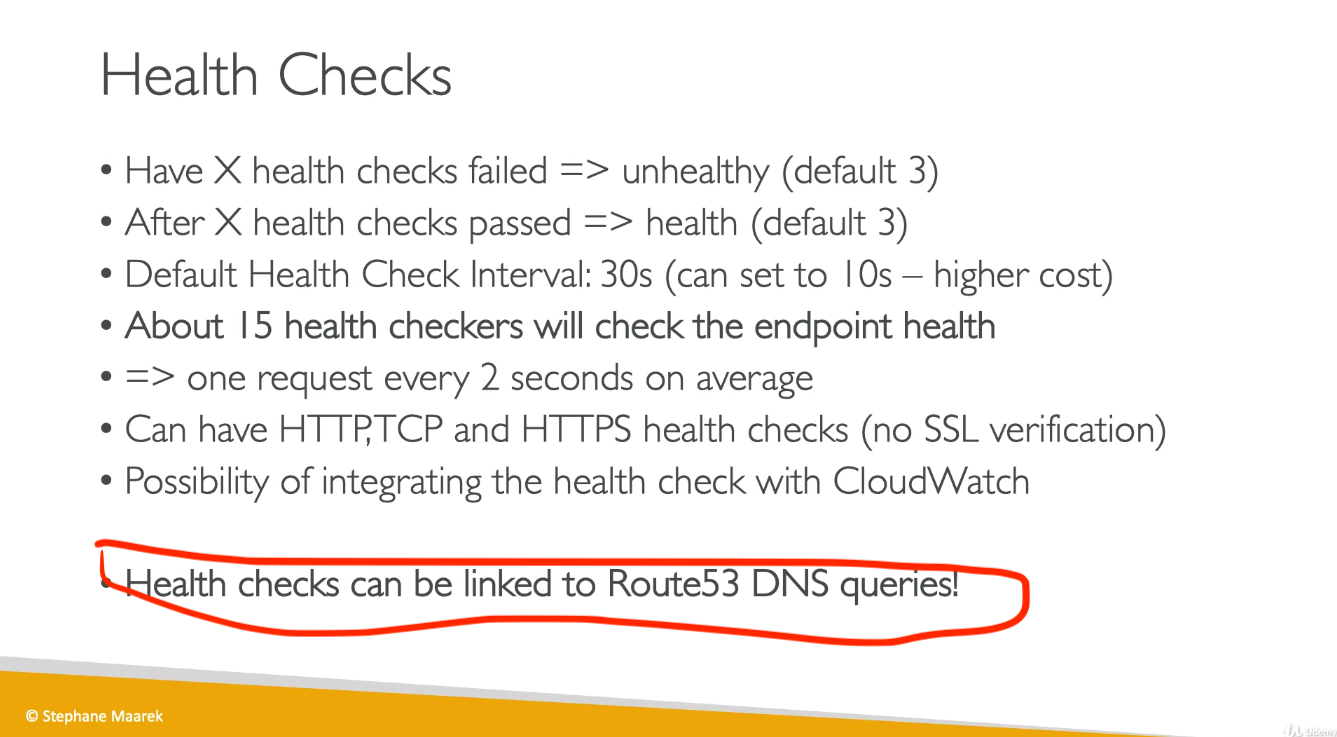 Health Checks
• Have X health checks failed => unhealthy (default 3)
• After X health checks passed => health (default 3)
• Default Health Check Interval: 30s (can set to 10s – higher cost)
• About 15 health checkers will check the endpoint health
• => one request every 2 seconds on average
• Can have HTTP, TCP and HTTPS health checks (no SSL verification)
• Possibility of integrating the health check with CloudWatch
• Health checks can be linked to Route53 DNS queries!
© Stephane Maarek
Udemy